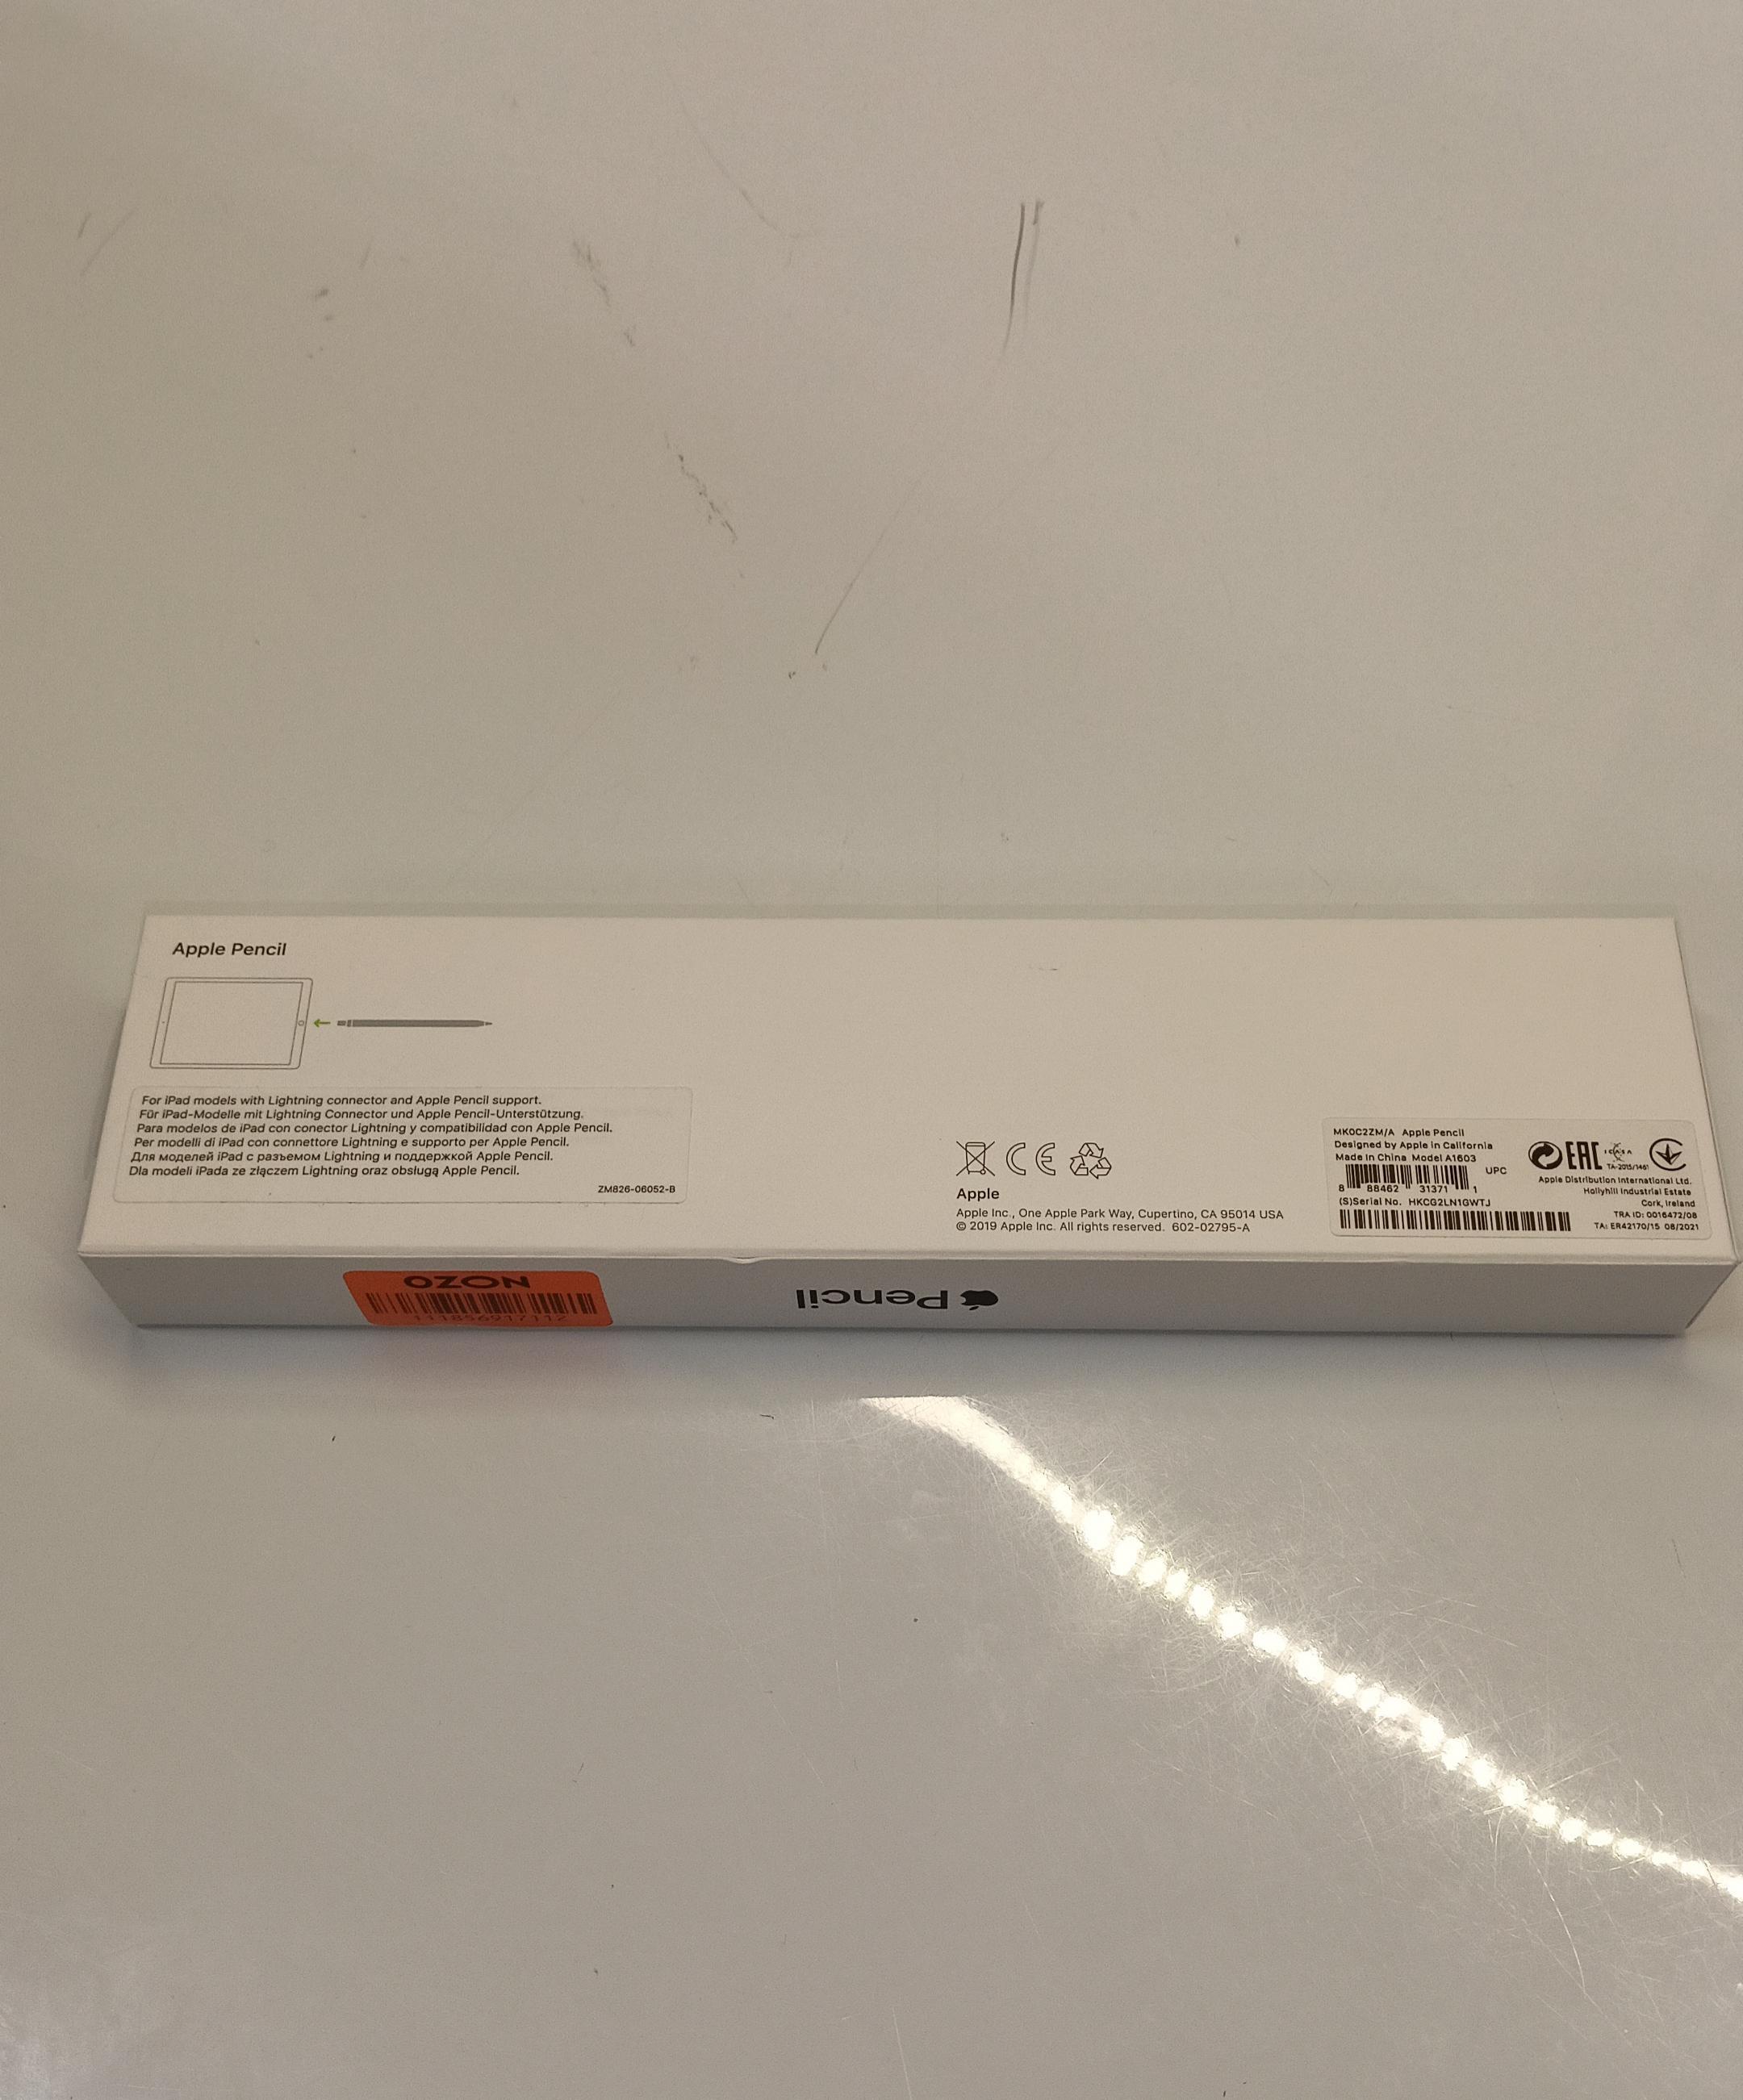 Apple Pencil
For iPad models with Lightning connector and Apple Pencil support.
Für iPad-Modelle mit Lightning Connector und Apple Pencil-Unterstützung.
Para modelos de iPad con conector Lightning y compatibilidad con Apple Pencil.
Per modelli di iPad con connettore Lightning e supporto per Apple Pencil.
Для моделей iPad с разъемом Lightning и поддержкой Apple Pencil.
Dla modeli iPada ze złączem Lightning oraz obsługą Apple Pencil.
ZM826-06052-B
CE
Apple
Apple Inc., One Apple Park Way, Cupertino, CA 95014 USA
© 2019 Apple Inc. All rights reserved. 602-02795-A
MK0C2ZM/A Apple Pencil
Designed by Apple in California
Made in China Model A1603
UPC
8 88462 31371 1
(S)Serial No. HKCG2LN1GWTJ
EAC
ICASA
TA-2015/1461
Apple Distribution International Ltd.
Hollyhill Industrial Estate
Cork, Ireland
TRA ID: 0016472/08
TA: ER42170/15 08/2021
OZON
Pencil